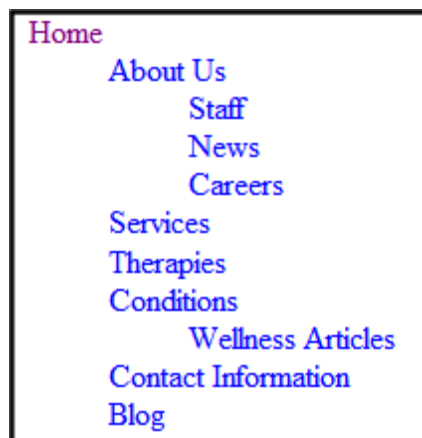 Home
About Us
Staff
News
Careers
Services
Therapies
Conditions
Wellness Articles
Contact Information
Blog